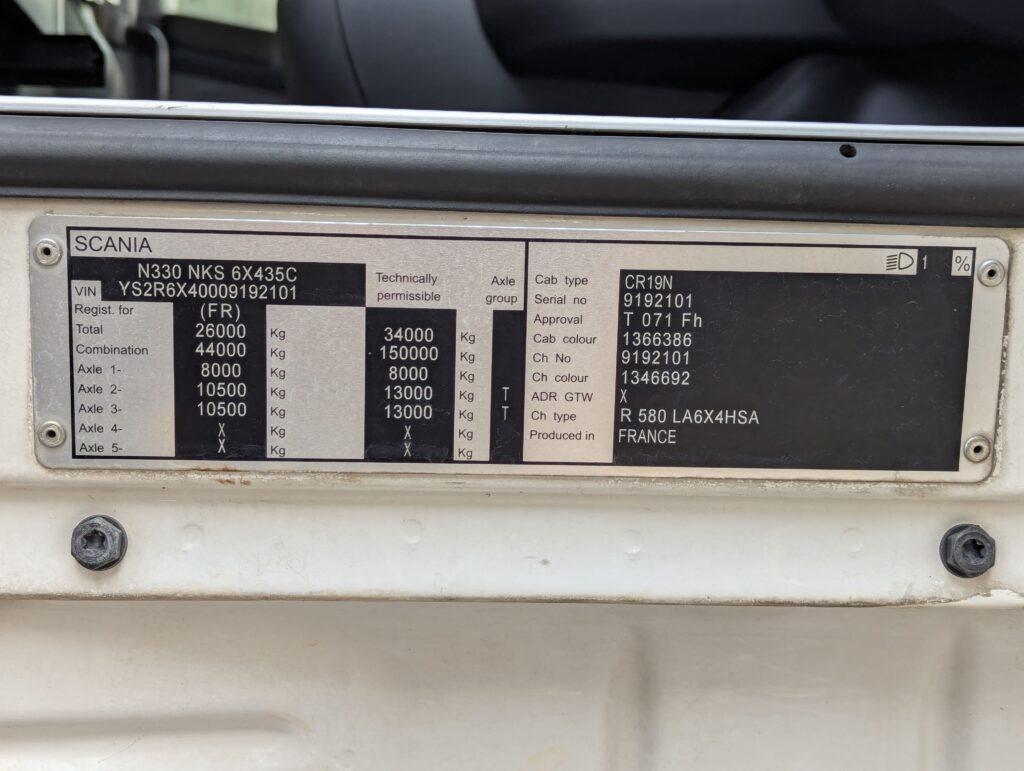 SCANIA
N330 NKS 6X435C
VIN YS2R6X40009192101
Technically permissible
Axle group
Regist. for (FR)
Total 26000 Kg 34000 Kg
Combination 44000 Kg 150000 Kg
Axle 1- 8000 Kg 8000 Kg
Axle 2- 10500 Kg 13000 Kg T
Axle 3- 10500 Kg 13000 Kg T
Axle 4- X Kg X Kg
Axle 5- X Kg X Kg
1 %
Cab type CR19N
Serial no 9192101
Approval T 071 Fh
Cab colour 1366386
Ch No 9192101
Ch colour 1346692
ADR GTW X
Ch type R 580 LA6X4HSA
Produced in FRANCE